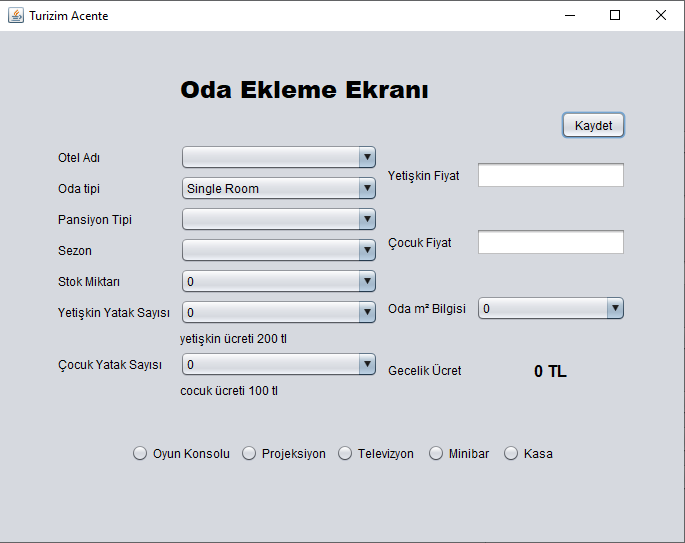 Turizim Acente
Oda Ekleme Ekranı
Kaydet
Otel Adı
Oda tipi Single Room
Pansiyon Tipi
Sezon
Stok Miktarı 0
Yetişkin Yatak Sayısı 0
yetişkin ücreti 200 tl
Çocuk Yatak Sayısı 0
cocuk ücreti 100 tl
Yetişkin Fiyat
Çocuk Fiyat
Oda m² Bilgisi 0
Gecelik Ücret 0 TL
Oyun Konsolu Projeksiyon Televizyon Minibar Kasa